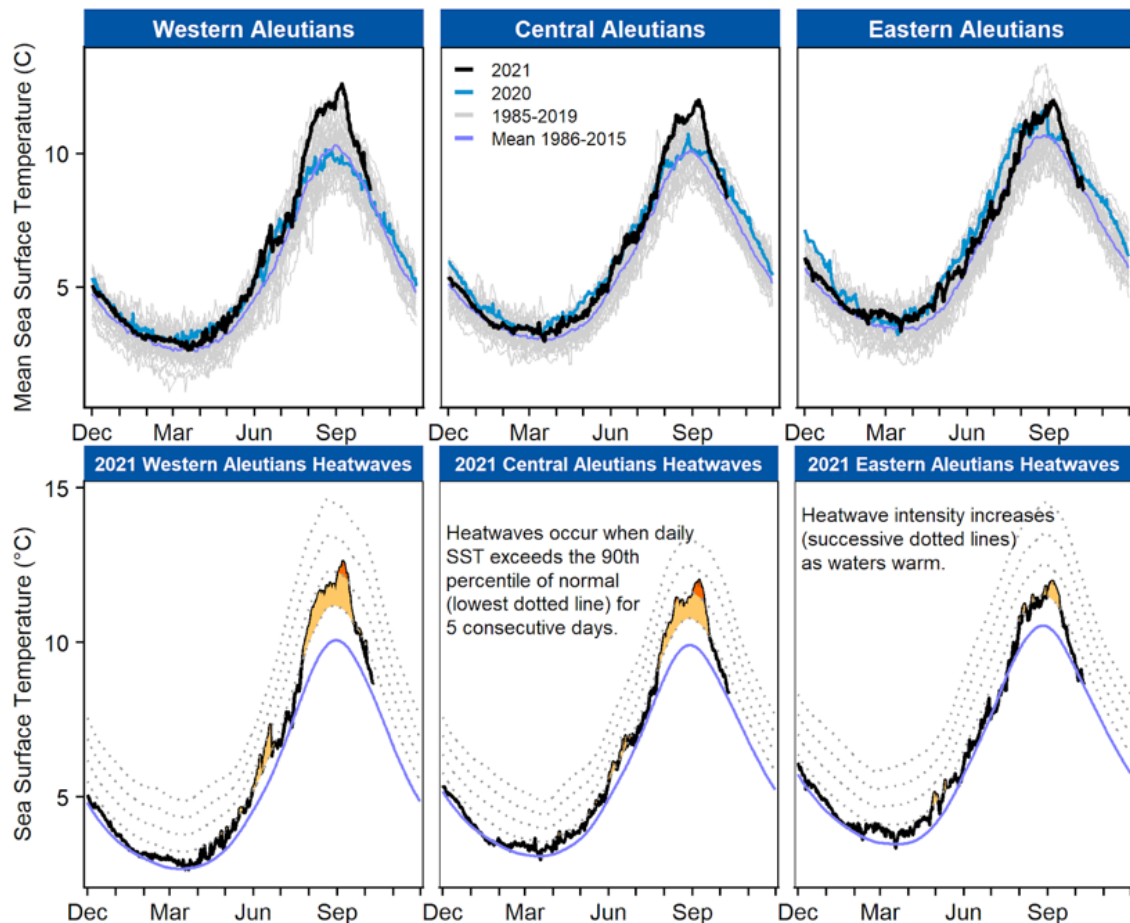 Western Aleutians
Central Aleutians
Eastern Aleutians
Mean Sea Surface Temperature (C)
10
5
2021
2020
1985-2019
Mean 1986-2015
Dec Mar Jun Sep
Dec Mar Jun Sep
Dec Mar Jun Sep
2021 Western Aleutians Heatwaves
2021 Central Aleutians Heatwaves
2021 Eastern Aleutians Heatwaves
Sea Surface Temperature (°C)
15
10
5
Heatwaves occur when daily
SST exceeds the 90th
percentile of normal
(lowest dotted line) for
5 consecutive days.
Heatwave intensity increases
(successive dotted lines)
as waters warm.
Dec Mar Jun Sep
Dec Mar Jun Sep
Dec Mar Jun Sep